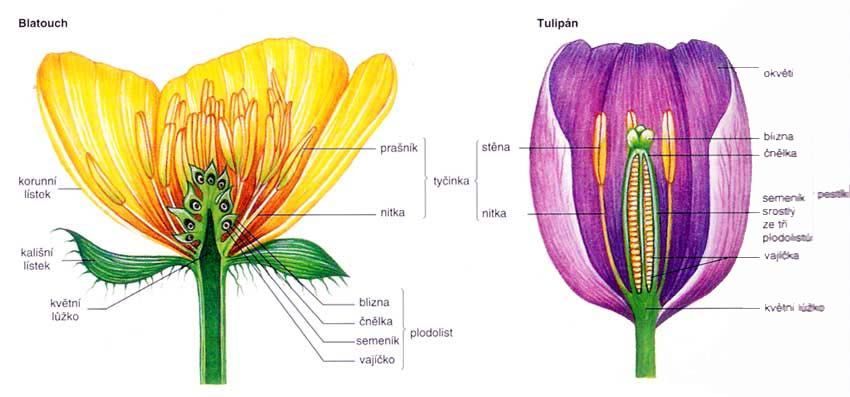 Blatouch
korunní
lístek
kališní
lístek
květní
lůžko
prašník
nitka
tyčinka
blizna
čnělka
semeník
vajíčko
plodolist
Tulipán
stěna
nitka
okvětí
blizna
čnělka
semeník
srostlý
ze tří
plodolistů
pestík
vajíčka
květní lůžko